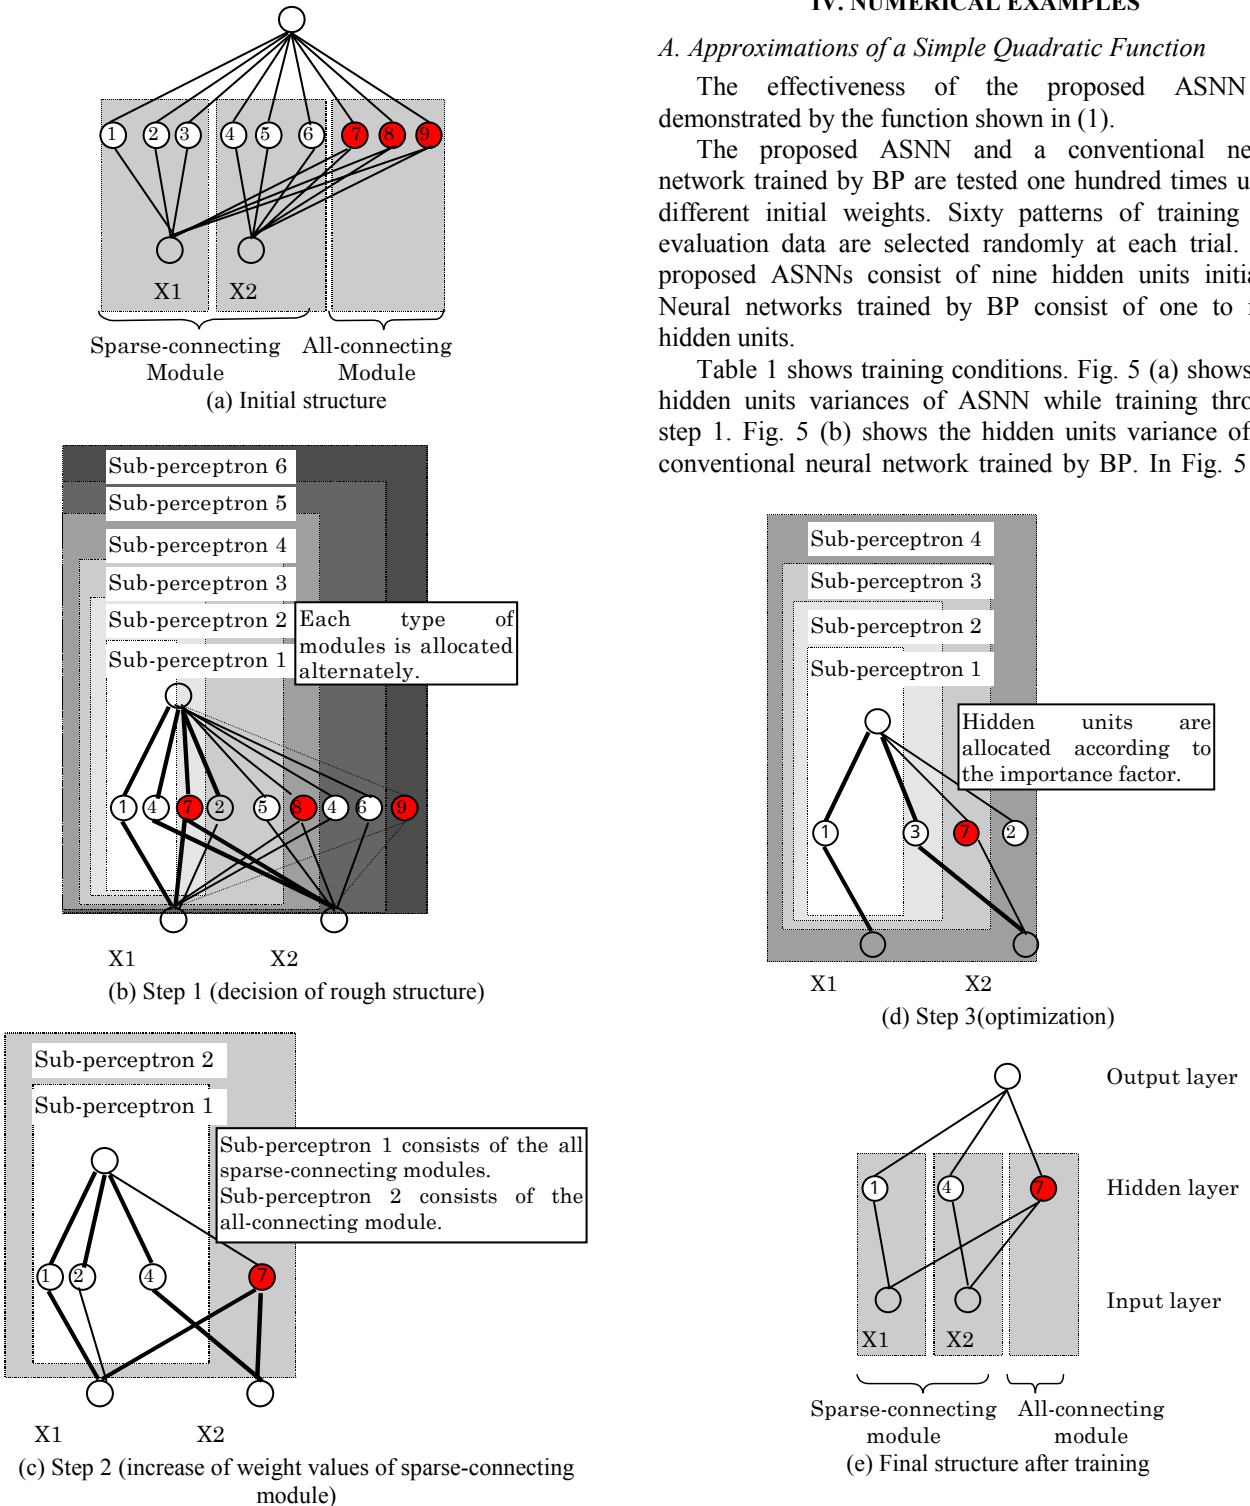 1 2 3 4 5 6 7 8 9
X1 X2
Sparse-connecting All-connecting
Module Module
(a) Initial structure
Sub-perceptron 6
Sub-perceptron 5
Sub-perceptron 4
Sub-perceptron 3
Sub-perceptron 2
Sub-perceptron 1
Each type of
modules is allocated
alternately.
1 4 7 2 5 8 4 6 9
X1 X2
(b) Step 1 (decision of rough structure)
Sub-perceptron 2
Sub-perceptron 1
Sub-perceptron 1 consists of the all
sparse-connecting modules.
Sub-perceptron 2 consists of the
all-connecting module.
1 2 4 7
X1 X2
(c) Step 2 (increase of weight values of sparse-connecting
module)
IV. NUMERICAL EXAMPLES
A. Approximations of a Simple Quadratic Function
The effectiveness of the proposed ASNN
demonstrated by the function shown in (1).
The proposed ASNN and a conventional ne
network trained by BP are tested one hundred times u
different initial weights. Sixty patterns of training
evaluation data are selected randomly at each trial.
proposed ASNNs consist of nine hidden units initia
Neural networks trained by BP consist of one to
hidden units.
Table 1 shows training conditions. Fig. 5 (a) shows
hidden units variances of ASNN while training thro
step 1. Fig. 5 (b) shows the hidden units variance of
conventional neural network trained by BP. In Fig. 5
Sub-perceptron 4
Sub-perceptron 3
Sub-perceptron 2
Sub-perceptron 1
Hidden units are
allocated according to
the importance factor.
1 3 7 2
X1 X2
(d) Step 3(optimization)
Output layer
1 4 7 Hidden layer
Input layer
X1 X2
Sparse-connecting All-connecting
module module
(e) Final structure after training